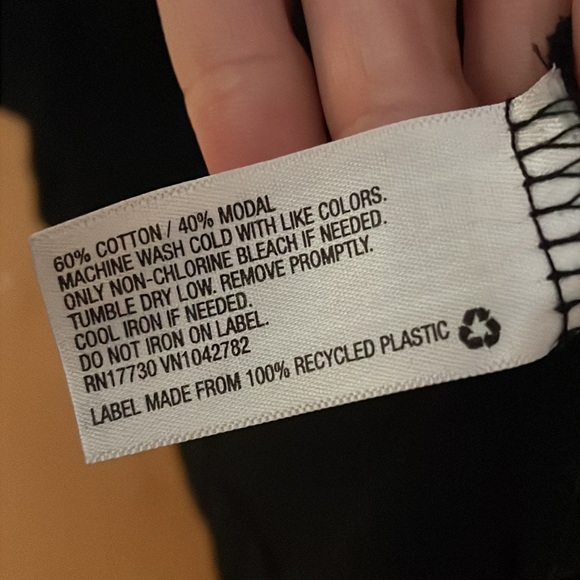 60% COTTON / 40% MODAL
MACHINE WASH COLD WITH LIKE COLORS.
ONLY NON-CHLORINE BLEACH IF NEEDED.
TUMBLE DRY LOW. REMOVE PROMPTLY.
COOL IRON IF NEEDED.
DO NOT IRON ON LABEL.
RN17730 VN1042782
LABEL MADE FROM 100% RECYCLED PLASTIC